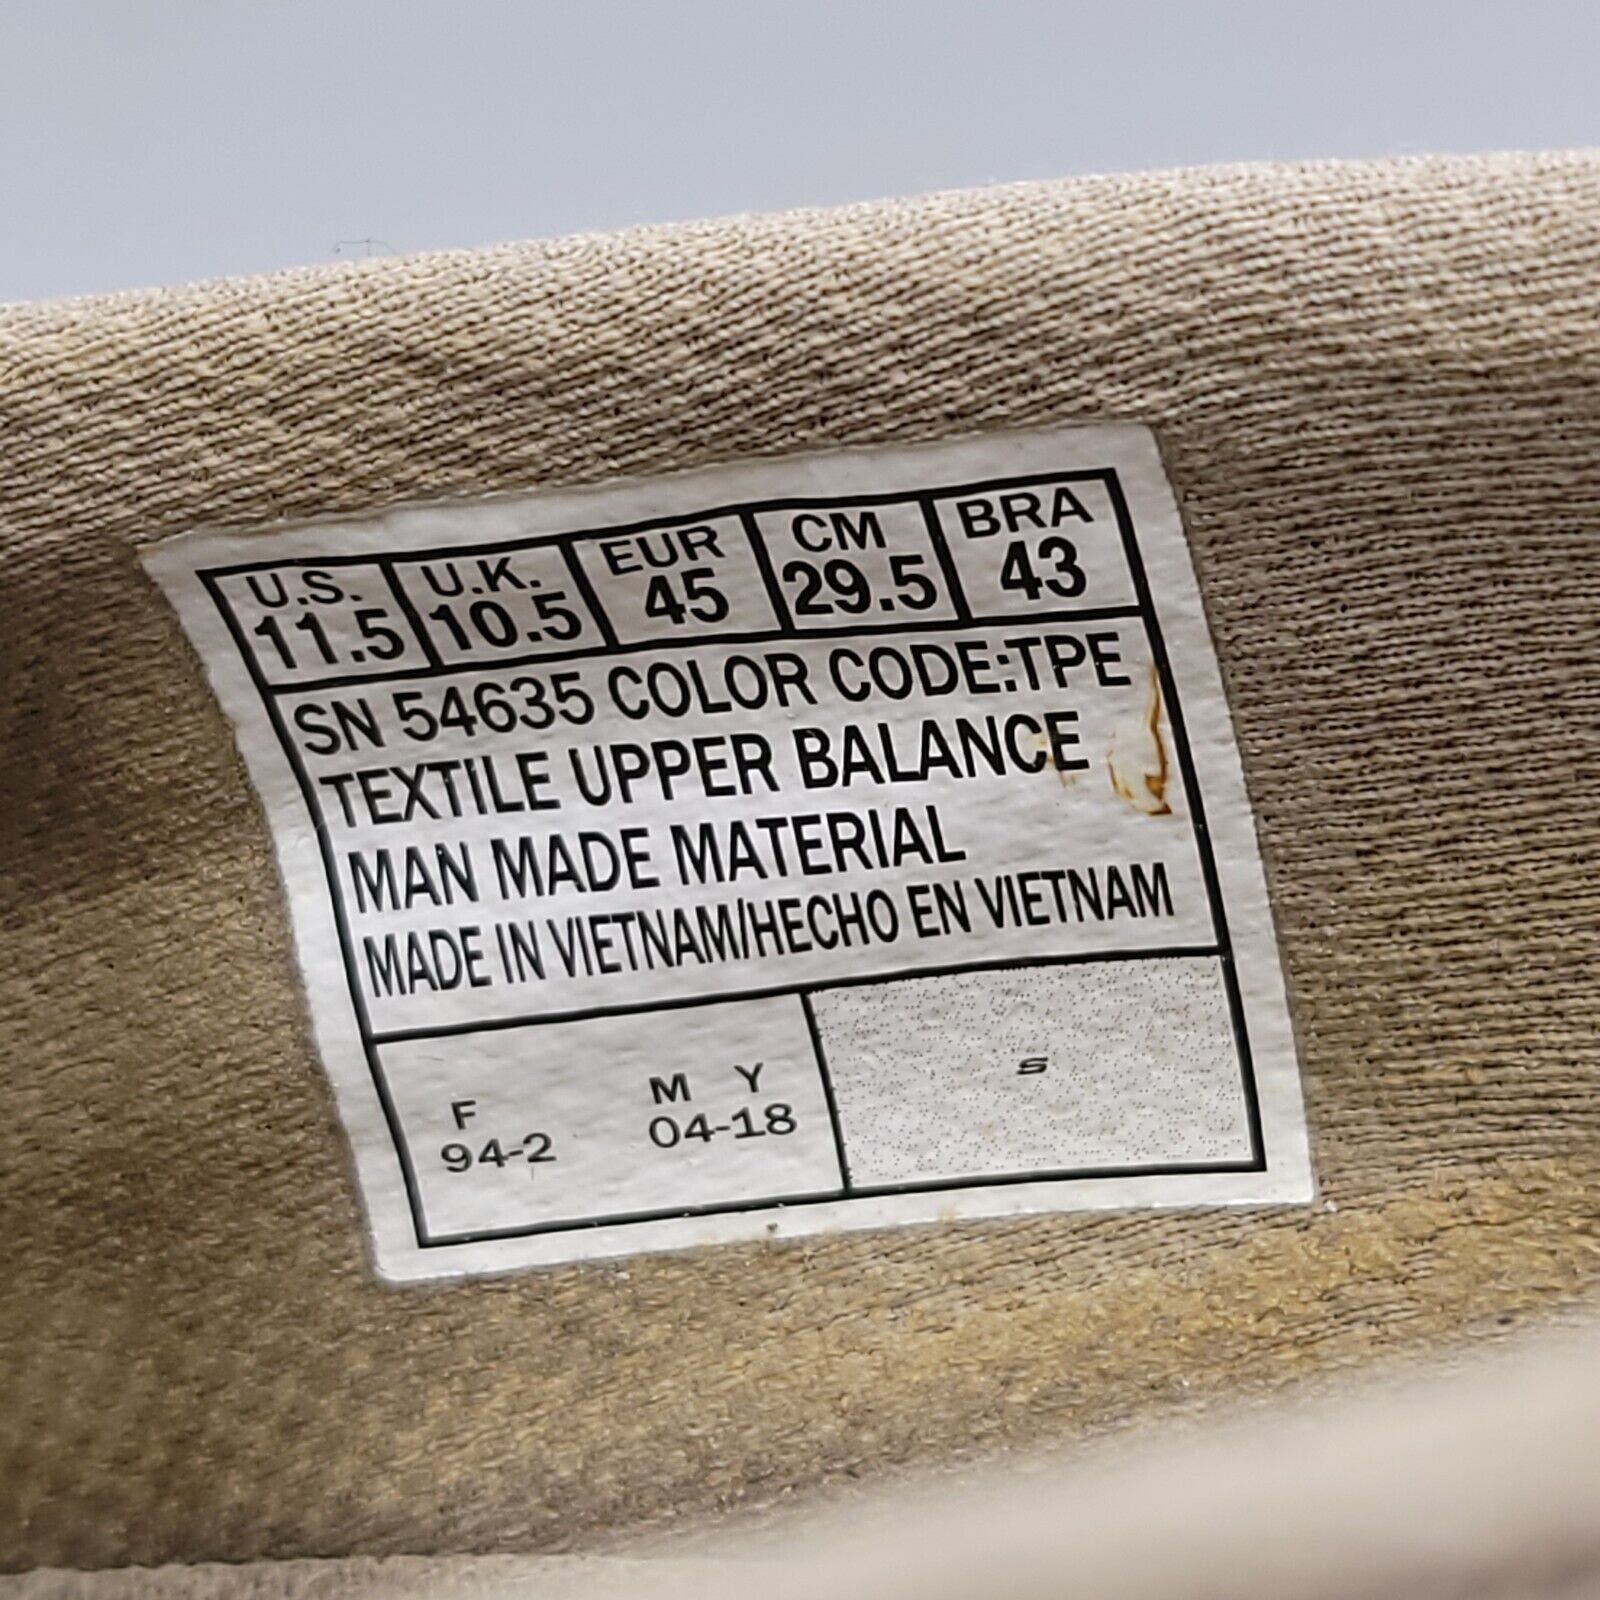 U.S. U.K. EUR CM BRA
11.5 10.5 45 29.5 43
SN 54635 COLOR CODE:TPE
TEXTILE UPPER BALANCE
MAN MADE MATERIAL
MADE IN VIETNAM/HECHO EN VIETNAM
F M Y S
94-2 04-18